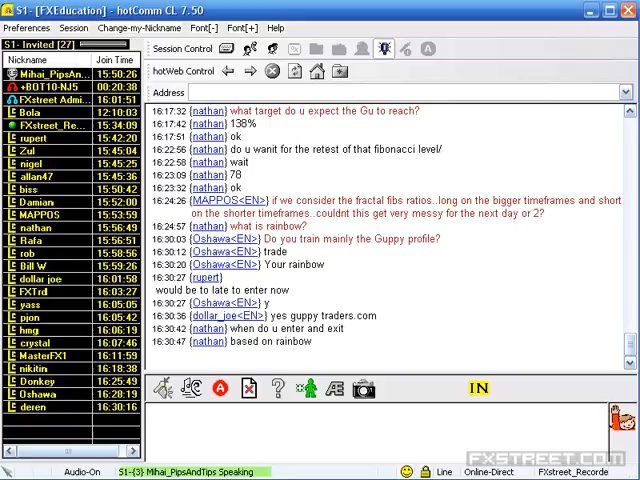 S1- [FXEducation] - hotComm CL 7.50
Preferences Session Change-my-Nickname Font[-] Font[+] Help
S1- Invited [27]
Nickname Join Time
Mihai_PipsAn... 15:50:26
+BOT10-NJ5 00:20:38
FXstreet Admi... 16:01:51
Bola 12:10:03
FXstreet_Re... 15:34:09
rupert 15:42:20
Zul 15:45:04
nigel 15:45:25
allan47 15:45:36
biss 15:50:42
Damian 15:52:00
MAPPOS 15:53:59
nathan 15:56:49
Rafa 15:56:51
rob 15:58:56
Bill W 15:59:26
dollar joe 16:01:58
FXTrd 16:03:27
yass 16:05:05
pjon 16:05:42
hmg 16:06:19
crystal 16:07:46
MasterFX1 16:11:59
nikitin 16:18:38
Donkey 16:25:49
Oshawa 16:28:19
deren 16:30:16
Session Control
hotWeb Control
Address
16:17:32 {nathan} what target do u expect the Gu to reach?
16:17:42 {nathan} 138%
16:17:51 {nathan} ok
16:22:56 {nathan} do u wanit for the retest of that fibonacci level/
16:22:58 {nathan} wait
16:23:09 {nathan} 78
16:23:32 {nathan} ok
16:24:26 {MAPPOS<EN>} if we consider the fractal fibs ratios..long on the bigger timeframes and short
on the shorter timeframes..couldnt this get very messy for the next day or 2?
16:24:57 {nathan} what is rainbow?
16:30:03 {Oshawa<EN>} Do you train mainly the Guppy profile?
16:30:12 {Oshawa<EN>} trade
16:30:20 {Oshawa<EN>} Your rainbow
16:30:27 {rupert}
would be to late to enter now
16:30:27 {Oshawa<EN>} y
16:30:36 {dollar_joe<EN>} yes guppy traders.com
16:30:42 {nathan} when do u enter and exit
16:30:47 {nathan} based on rainbow
IN
FXSTREET.COM
Audio-On S1-{3} Mihai_PipsAndTips Speaking Line Online-Direct FXstreet_Recorde